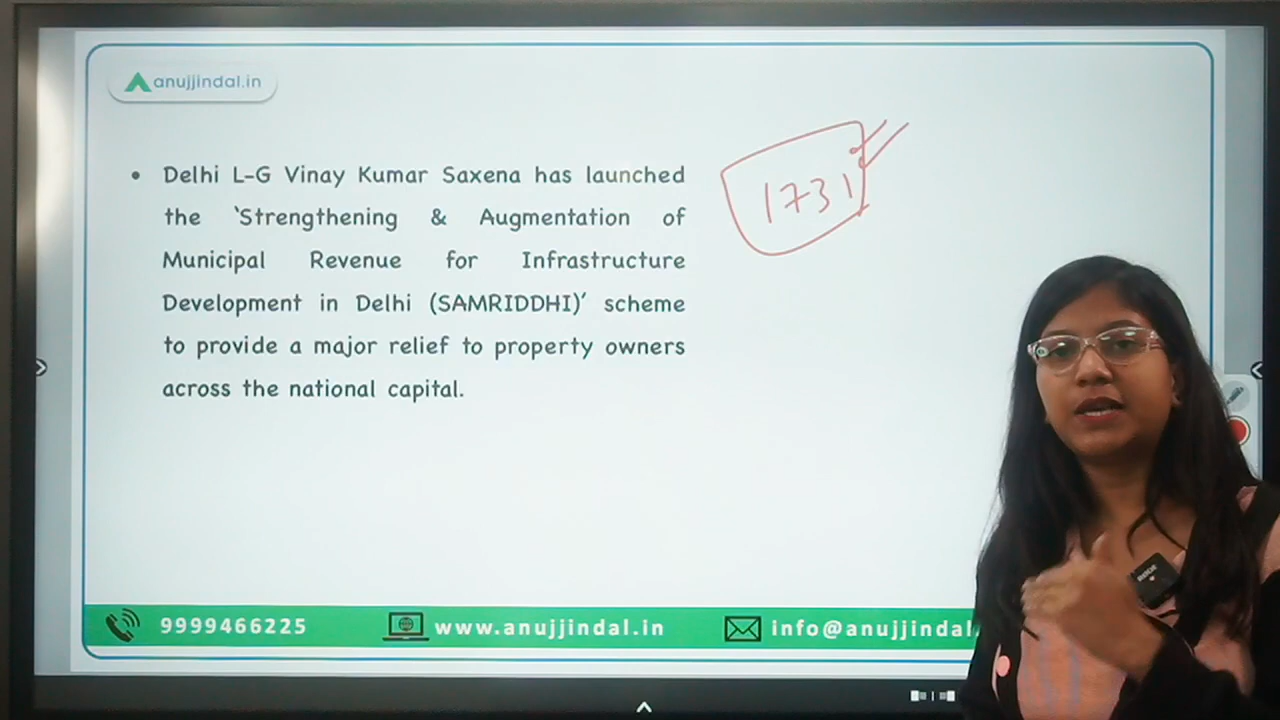 anujjindal.in
• Delhi L-G Vinay Kumar Saxena has launched
the ‘Strengthening & Augmentation of
Municipal Revenue for Infrastructure
Development in Delhi (SAMRIDDHI)’ scheme
to provide a major relief to property owners
across the national capital.
1731
9999466225 www.anujjindal.in info@anujjindal
RODE